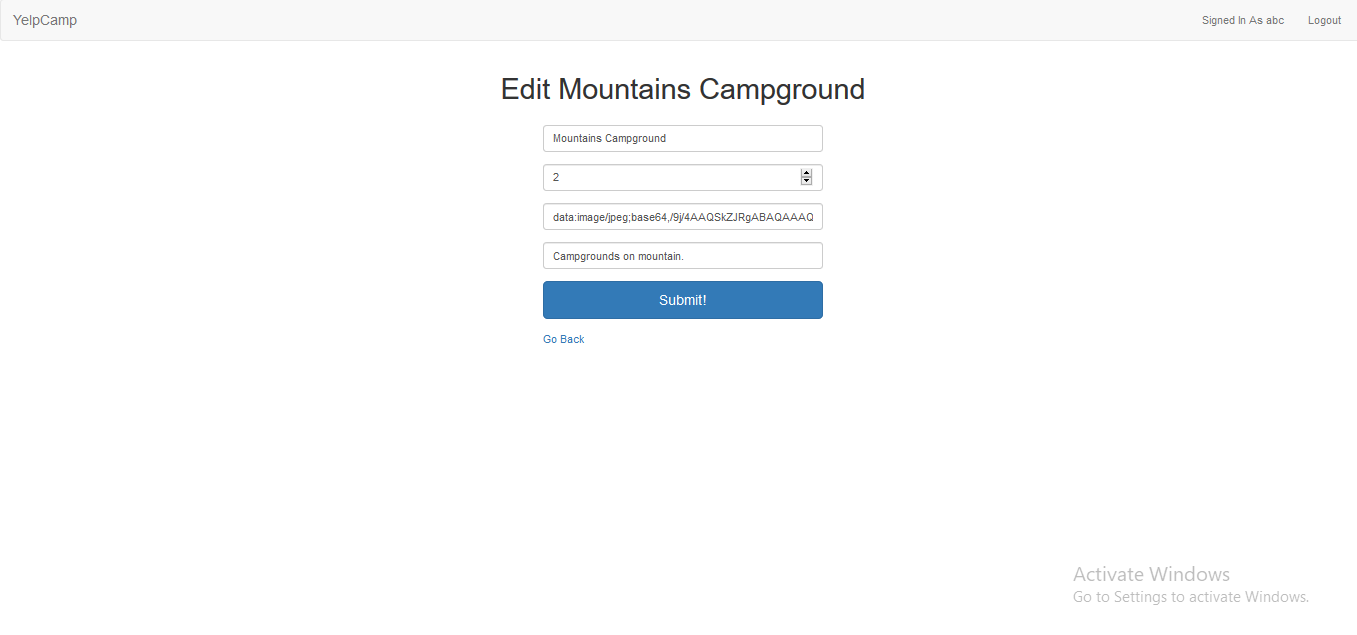 YelpCamp Signed In As abc Logout
Edit Mountains Campground
Mountains Campground
2
data:image/jpeg;base64,/9j/4AAQSkZJRgABAQAAAQ
Campgrounds on mountain.
Submit!
Go Back
Activate Windows
Go to Settings to activate Windows.